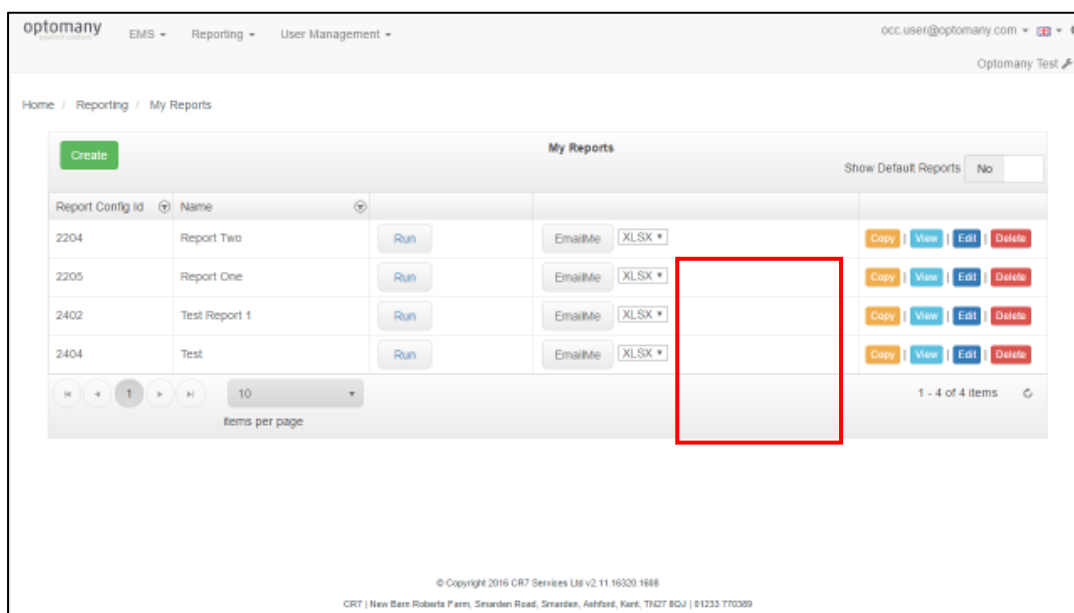 optomany
EMS
Reporting
User Management
occ.user@optomany.com
Optomany Test
Home / Reporting / My Reports
Create
My Reports
Show Default Reports No
Report Config Id Name
2204 Report Two Run EmailMe XLSX Copy | View | Edit | Delete
2205 Report One Run EmailMe XLSX Copy | View | Edit | Delete
2402 Test Report 1 Run EmailMe XLSX Copy | View | Edit | Delete
2404 Test Run EmailMe XLSX Copy | View | Edit | Delete
1 10 1 - 4 of 4 items
items per page
© Copyright 2016 CR7 Services Ltd v2.11.16320.1608
CR7 | New Barn Roberts Farm, Smarden Road, Smarden, Ashford, Kent, TN27 8QJ | 01233 770389